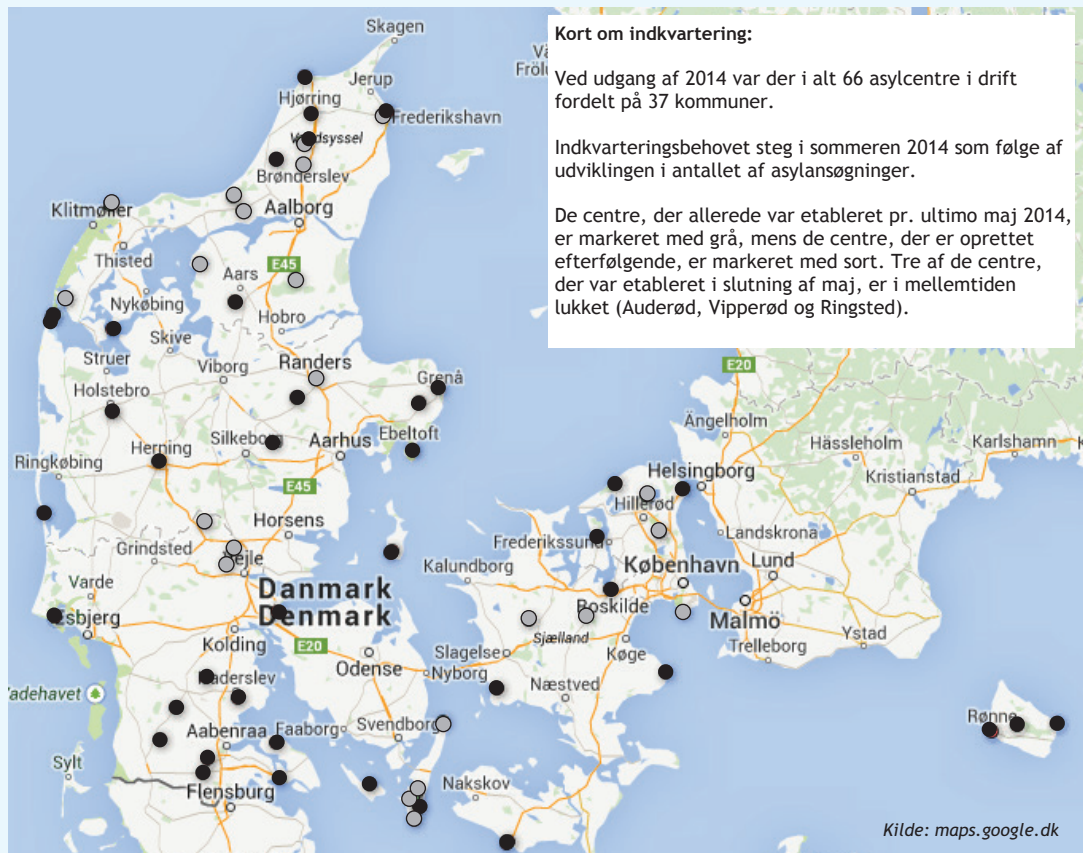 Kort om indkvartering:
Ved udgang af 2014 var der i alt 66 asylcentre i drift
fordelt på 37 kommuner.
Indkvarteringsbehovet steg i sommeren 2014 som følge af
udviklingen i antallet af asylansøgninger.
De centre, der allerede var etableret pr. ultimo maj 2014,
er markeret med grå, mens de centre, der er oprettet
efterfølgende, er markeret med sort. Tre af de centre,
der var etableret i slutning af maj, er i mellemtiden
lukket (Auderød, Vipperød og Ringsted).
Skagen
Jerup
Hjørring
Frederikshavn
Brønderslev
Klitmøller
Aalborg
Thisted
E45
Aars
Nykøbing
Hobro
Skive
Struer
Viborg
Randers
Grenå
E20
Holstebro
Ängelholm
Ebeltoft
Silkeborg
Aarhus
Hässleholm
Karlshamn
Herning
Ringkøbing
Helsingborg
Kristianstad
E45
Hillerød
Horsens
Landskrona
Grindsted
Frederikssund
København
Lund
Kalundborg
Varde
Danmark
Denmark
Roskilde
Malmö
Esbjerg
Sjælland
Ystad
Kolding
E20
Slagelse
Køge
Trelleborg
Odense
Nyborg
Næstved
Vadehavet
Faaborg
Svendborg
Rønne
Aabenraa
Sylt
Nakskov
Flensburg
Kilde: maps.google.dk